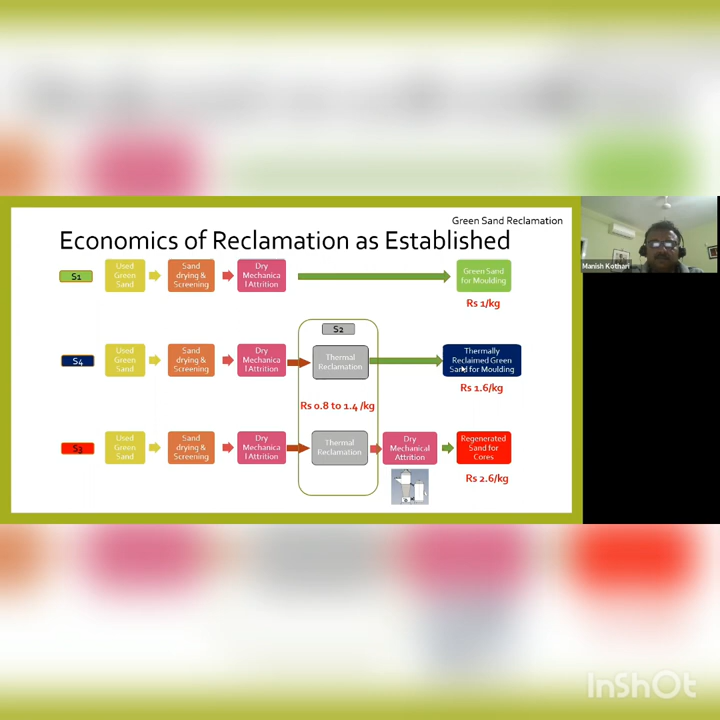 Green Sand Reclamation
Economics of Reclamation as Established
Manish Kothari
S1
Used
Green
Sand
Sand
drying &
Screening
Dry
Mechanica
l Attrition
Green Sand
for Moulding
Rs 1/kg
S2
S4
Used
Green
Sand
Sand
drying &
Screening
Dry
Mechanica
l Attrition
Thermal
Reclamation
Thermally
Reclaimed Green
Sand for Moulding
Rs 1.6/kg
Rs 0.8 to 1.4 /kg
S3
Used
Green
Sand
Sand
drying &
Screening
Dry
Mechanica
l Attrition
Thermal
Reclamation
Dry
Mechanical
Attrition
Regenerated
Sand for
Cores
Rs 2.6/kg
InShOt